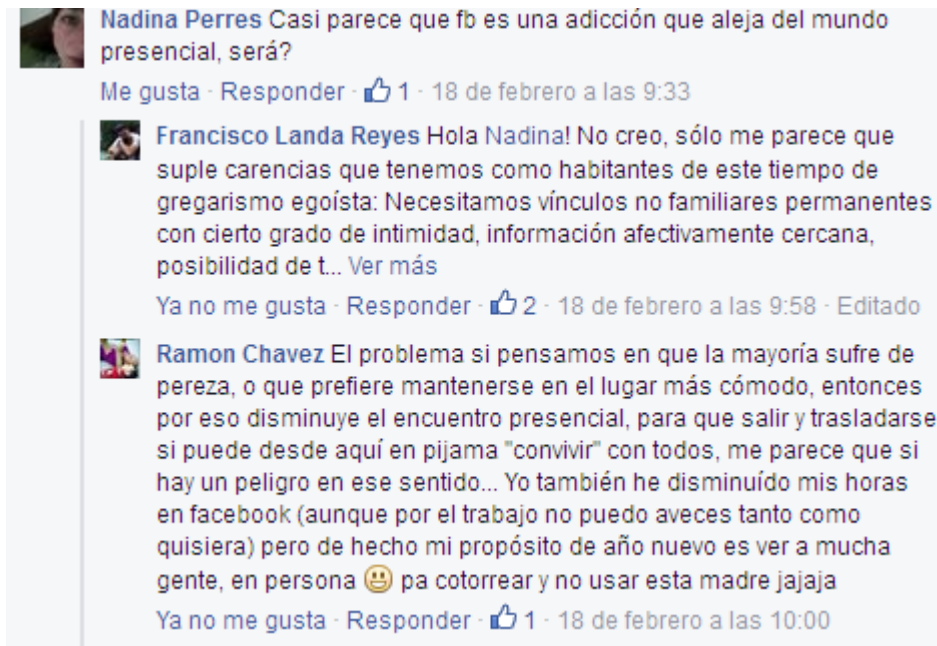 Nadina Perres Casi parece que fb es una adicción que aleja del mundo
presencial, será?
Me gusta · Responder · 1 · 18 de febrero a las 9:33
Francisco Landa Reyes Hola Nadina! No creo, sólo me parece que
suple carencias que tenemos como habitantes de este tiempo de
gregarismo egoísta: Necesitamos vínculos no familiares permanentes
con cierto grado de intimidad, información afectivamente cercana,
posibilidad de t... Ver más
Ya no me gusta · Responder · 2 · 18 de febrero a las 9:58 · Editado
Ramon Chavez El problema si pensamos en que la mayoría sufre de
pereza, o que prefiere mantenerse en el lugar más cómodo, entonces
por eso disminuye el encuentro presencial, para que salir y trasladarse
si puede desde aquí en pijama "convivir" con todos, me parece que si
hay un peligro en ese sentido... Yo también he disminuído mis horas
en facebook (aunque por el trabajo no puedo aveces tanto como
quisiera) pero de hecho mi propósito de año nuevo es ver a mucha
gente, en persona 😃 pa cotorrear y no usar esta madre jajaja
Ya no me gusta · Responder · 1 · 18 de febrero a las 10:00